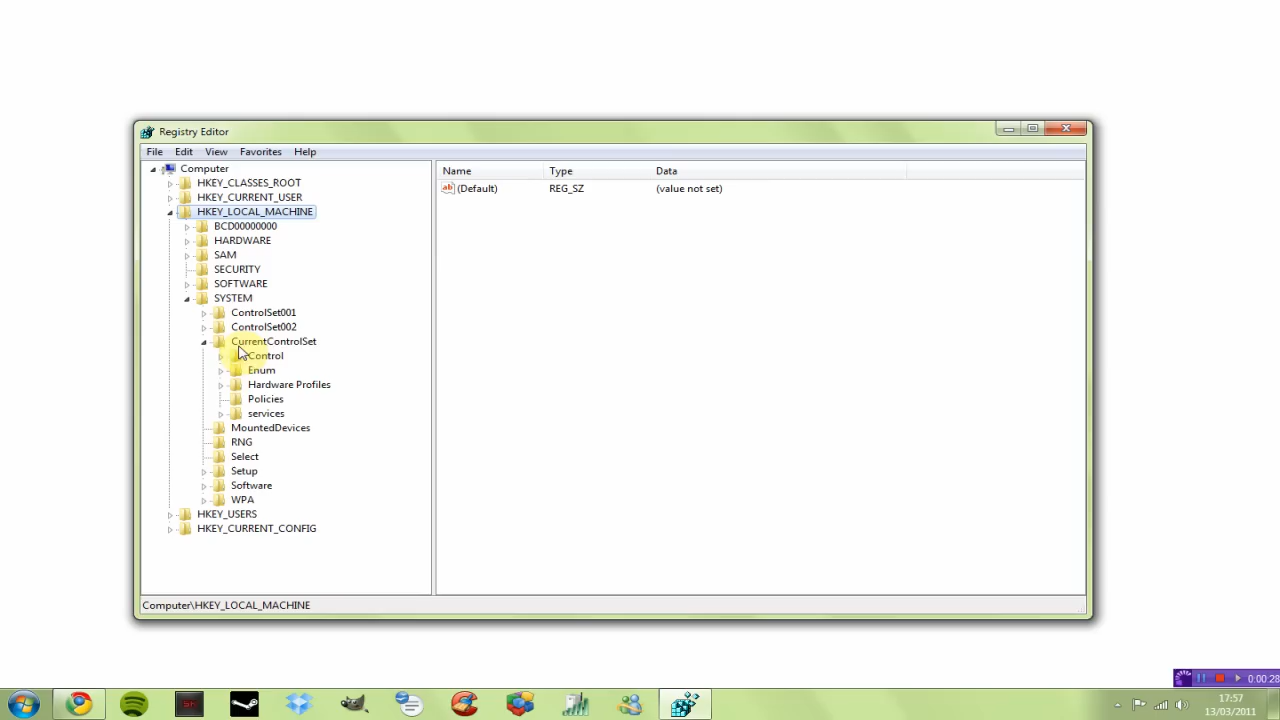 Registry Editor
File Edit View Favorites Help
Computer
HKEY_CLASSES_ROOT
HKEY_CURRENT_USER
HKEY_LOCAL_MACHINE
BCD00000000
HARDWARE
SAM
SECURITY
SOFTWARE
SYSTEM
ControlSet001
ControlSet002
CurrentControlSet
Control
Enum
Hardware Profiles
Policies
services
MountedDevices
RNG
Select
Setup
Software
WPA
HKEY_USERS
HKEY_CURRENT_CONFIG
Name Type Data
ab (Default) REG_SZ (value not set)
Computer\HKEY_LOCAL_MACHINE
0:00:28
17:57
13/03/2011